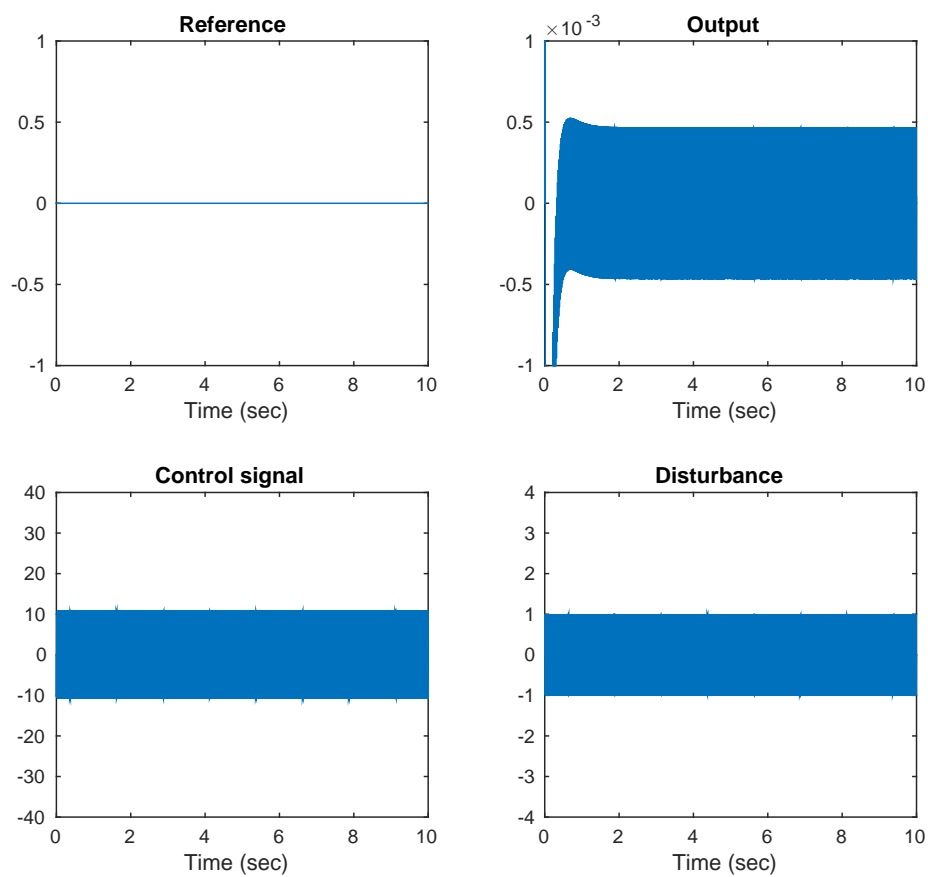 Reference
1
0.5
0
-0.5
-1
0 2 4 6 8 10
Time (sec)
Output
×10 -3
1
0.5
0
-0.5
-1
0 2 4 6 8 10
Time (sec)
Control signal
40
30
20
10
0
-10
-20
-30
-40
0 2 4 6 8 10
Time (sec)
Disturbance
4
3
2
1
0
-1
-2
-3
-4
0 2 4 6 8 10
Time (sec)